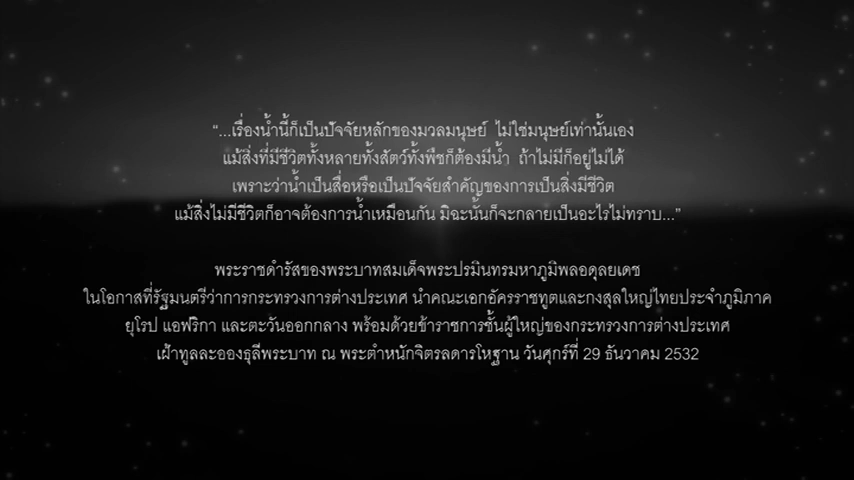 “...เรื่องน้ำนี้ก็เป็นปัจจัยหลักของมวลมนุษย์ ไม่ใช่มนุษย์เท่านั้นเอง
แม้สิ่งที่มีชีวิตทั้งหลายทั้งสัตว์ทั้งพืชก็ต้องมีน้ำ ถ้าไม่มีก็อยู่ไม่ได้
เพราะว่าน้ำเป็นสื่อหรือเป็นปัจจัยสำคัญของการเป็นสิ่งมีชีวิต
แม้สิ่งไม่มีชีวิตก็อาจต้องการน้ำเหมือนกัน มิฉะนั้นก็จะกลายเป็นอะไรไม่ทราบ...”
พระราชดำรัสของพระบาทสมเด็จพระปรมินทรมหาภูมิพลอดุลยเดช
ในโอกาสที่รัฐมนตรีว่าการกระทรวงการต่างประเทศ นำคณะเอกอัครราชทูตและกงสุลใหญ่ไทยประจำภูมิภาค
ยุโรป แอฟริกา และตะวันออกกลาง พร้อมด้วยข้าราชการชั้นผู้ใหญ่ของกระทรวงการต่างประเทศ
เฝ้าทูลละอองธุลีพระบาท ณ พระตำหนักจิตรลดารโหฐาน วันศุกร์ที่ 29 ธันวาคม 2532